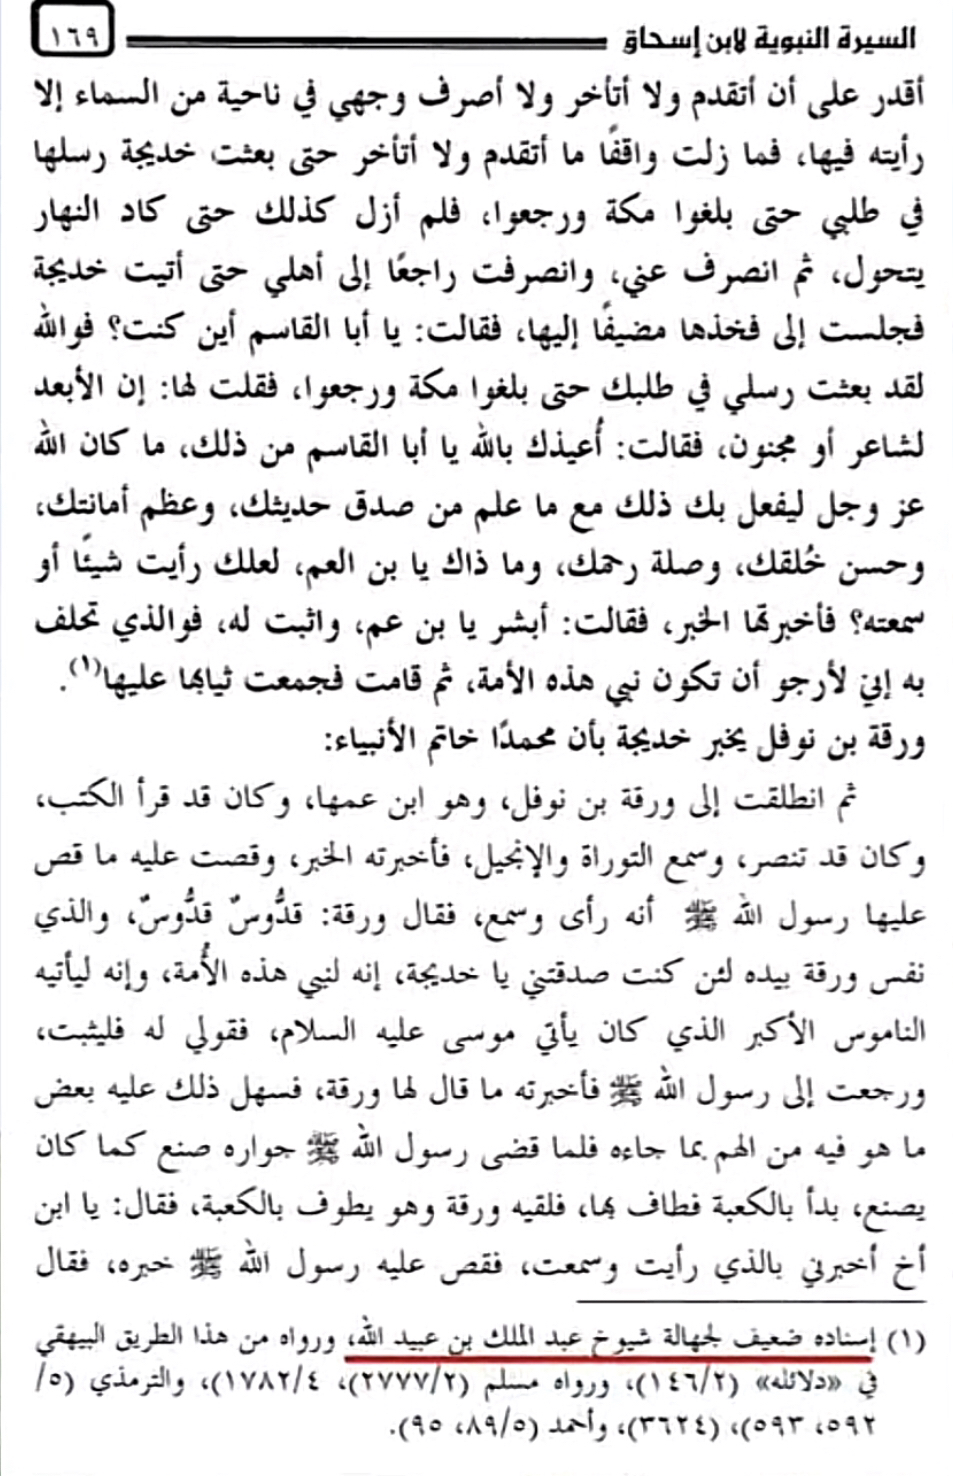 السيرة النبوية لابن إسحاق ١٦٩
أقدر على أن أتقدم ولا أتأخر ولا أصرف وجهي في ناحية من السماء إلا
رأيته فيها، فما زلت واقفًا ما أتقدم ولا أتأخر حتى بعثت خديجة رسلها
في طلبي حتى بلغوا مكة ورجعوا، فلم أزل كذلك حتى كاد النهار
يتحول، ثم انصرف عني، وانصرفت راجعًا إلى أهلي حتى أتيت خديجة
فجلست إلى فخذها مضيفًا إليها، فقالت: يا أبا القاسم أين كنت؟ فوالله
لقد بعثت رسلي في طلبك حتى بلغوا مكة ورجعوا، فقلت لها: إن الأبعد
لشاعر أو مجنون، فقالت: أُعيذك بالله يا أبا القاسم من ذلك، ما كان الله
عز وجل ليفعل بك ذلك مع ما علم من صدق حديثك، وعظم أمانتك،
وحسن خُلقك، وصلة رحمك، وما ذاك يا بن العم، لعلك رأيت شيئًا أو
سمعته؟ فأخبرتها الخبر، فقالت: أبشر يا بن عم، واثبت له، فوالذي تحلف
به إني لأرجو أن تكون نبي هذه الأمة، ثم قامت فجمعت ثيابها عليها(١).
ورقة بن نوفل يخبر خديجة بأن محمدًا خاتم الأنبياء:
ثم انطلقت إلى ورقة بن نوفل، وهو ابن عمها، وكان قد قرأ الكتب،
وكان قد تنصر، وسمع التوراة والإنجيل، فأخبرته الخبر، وقصت عليه ما قص
عليها رسول الله ﷺ أنه رأى وسمع، فقال ورقة: قدُّوسٌ قدُّوسٌ، والذي
نفس ورقة بيده لئن كنت صدقتني يا خديجة، إنه لنبي هذه الأُمة، وإنه ليأتيه
الناموس الأكبر الذي كان يأتي موسى عليه السلام، فقولي له فليثبت،
ورجعت إلى رسول الله ﷺ فأخبرته ما قال لها ورقة، فسهل ذلك عليه بعض
ما هو فيه من الهم بما جاءه فلما قضى رسول الله ﷺ جواره صنع كما كان
يصنع، بدأ بالكعبة فطاف بها، فلقيه ورقة وهو يطوف بالكعبة، فقال: يا ابن
أخ أخبرني بالذي رأيت وسمعت، فقص عليه رسول الله ﷺ خبره، فقال
(١) إسناده ضعيف لجهالة شيوخ عبد الملك بن عبيد الله، ورواه من هذا الطريق البيهقي
في «دلائله» (١٤٦/٢)، ورواه مسلم (٢٧٧٧/٢)، ١٧٨٢/٤)، والترمذي (٥/
٥٩٢، ٥٩٣)، (٣٦٢٤)، وأحمد (٨٩/٥، ٩٥).